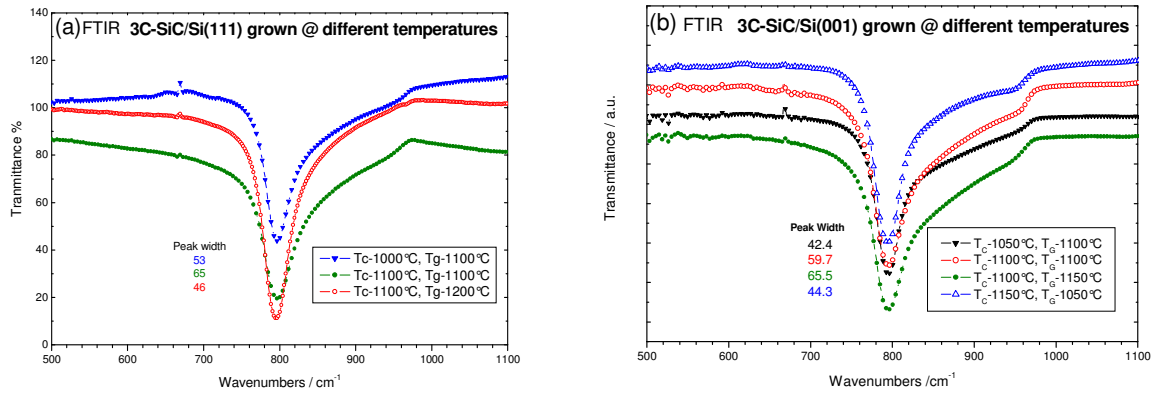 (a) FTIR 3C-SiC/Si(111) grown @ different temperatures
Tranmittance %
140
120
100
80
60
40
20
0
Peak width
53
65
46
Tc-1000°C, Tg-1100°C
Tc-1100°C, Tg-1100°C
Tc-1100°C, Tg-1200°C
500 600 700 800 900 1000 1100
Wavenumbers / cm⁻¹
(b) FTIR 3C-SiC/Si(001) grown @ different temperatures
Transmittance / a.u.
Peak width
42.4
59.7
65.5
44.3
T_C-1050°C, T_G-1100°C
T_C-1100°C, T_G-1100°C
T_C-1100°C, T_G-1150°C
T_C-1150°C, T_G-1050°C
500 600 700 800 900 1000 1100
Wavenumbers / cm⁻¹